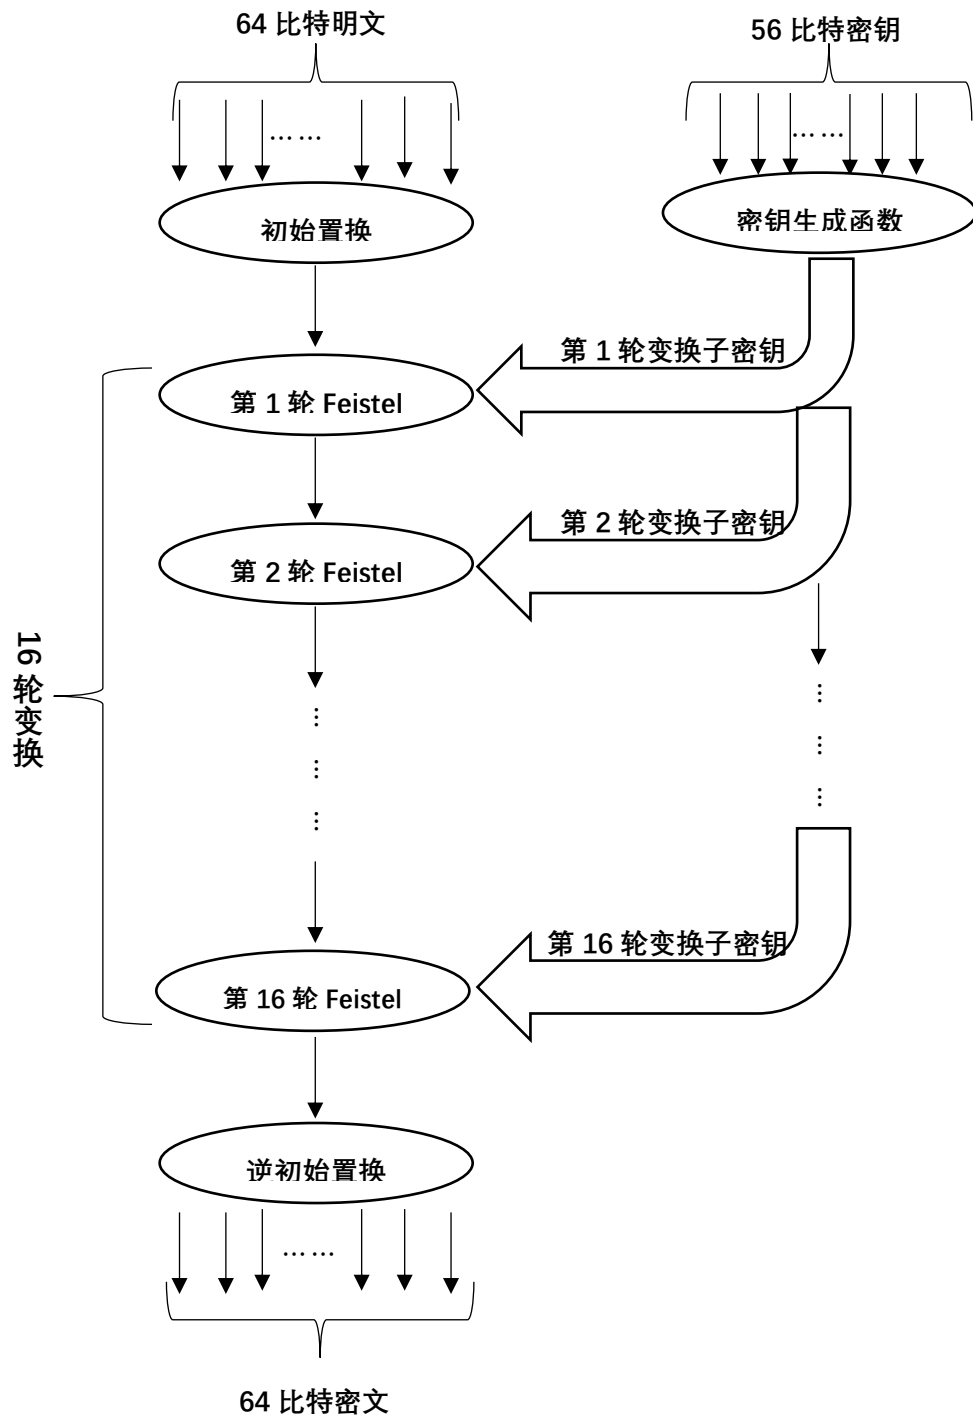 64 比特明文
56 比特密钥
……
……
初始置换
密钥生成函数
第 1 轮变换子密钥
第 1 轮 Feistel
第 2 轮变换子密钥
第 2 轮 Feistel
16 轮变换
第 16 轮变换子密钥
第 16 轮 Feistel
逆初始置换
……
64 比特密文